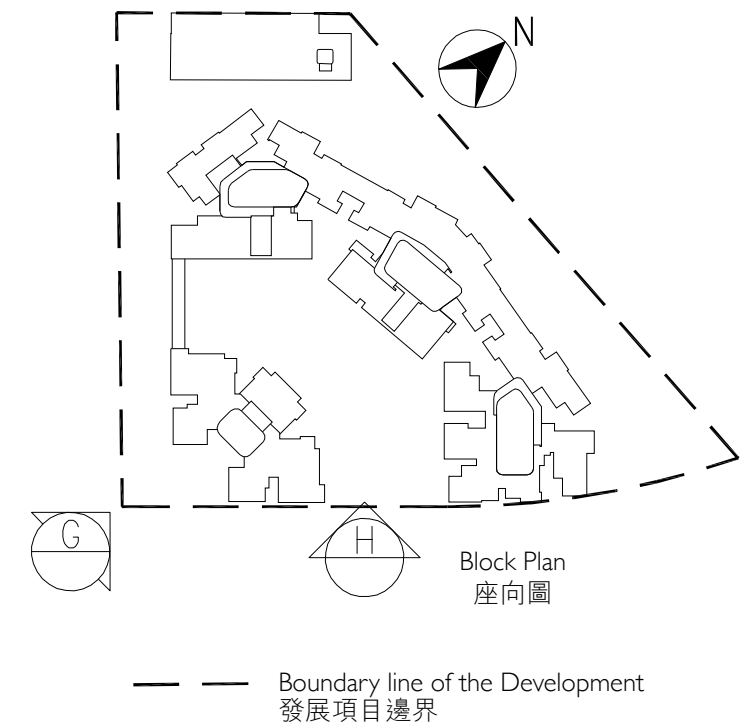 N
G
H
Block Plan
座向圖
Boundary line of the Development
發展項目邊界